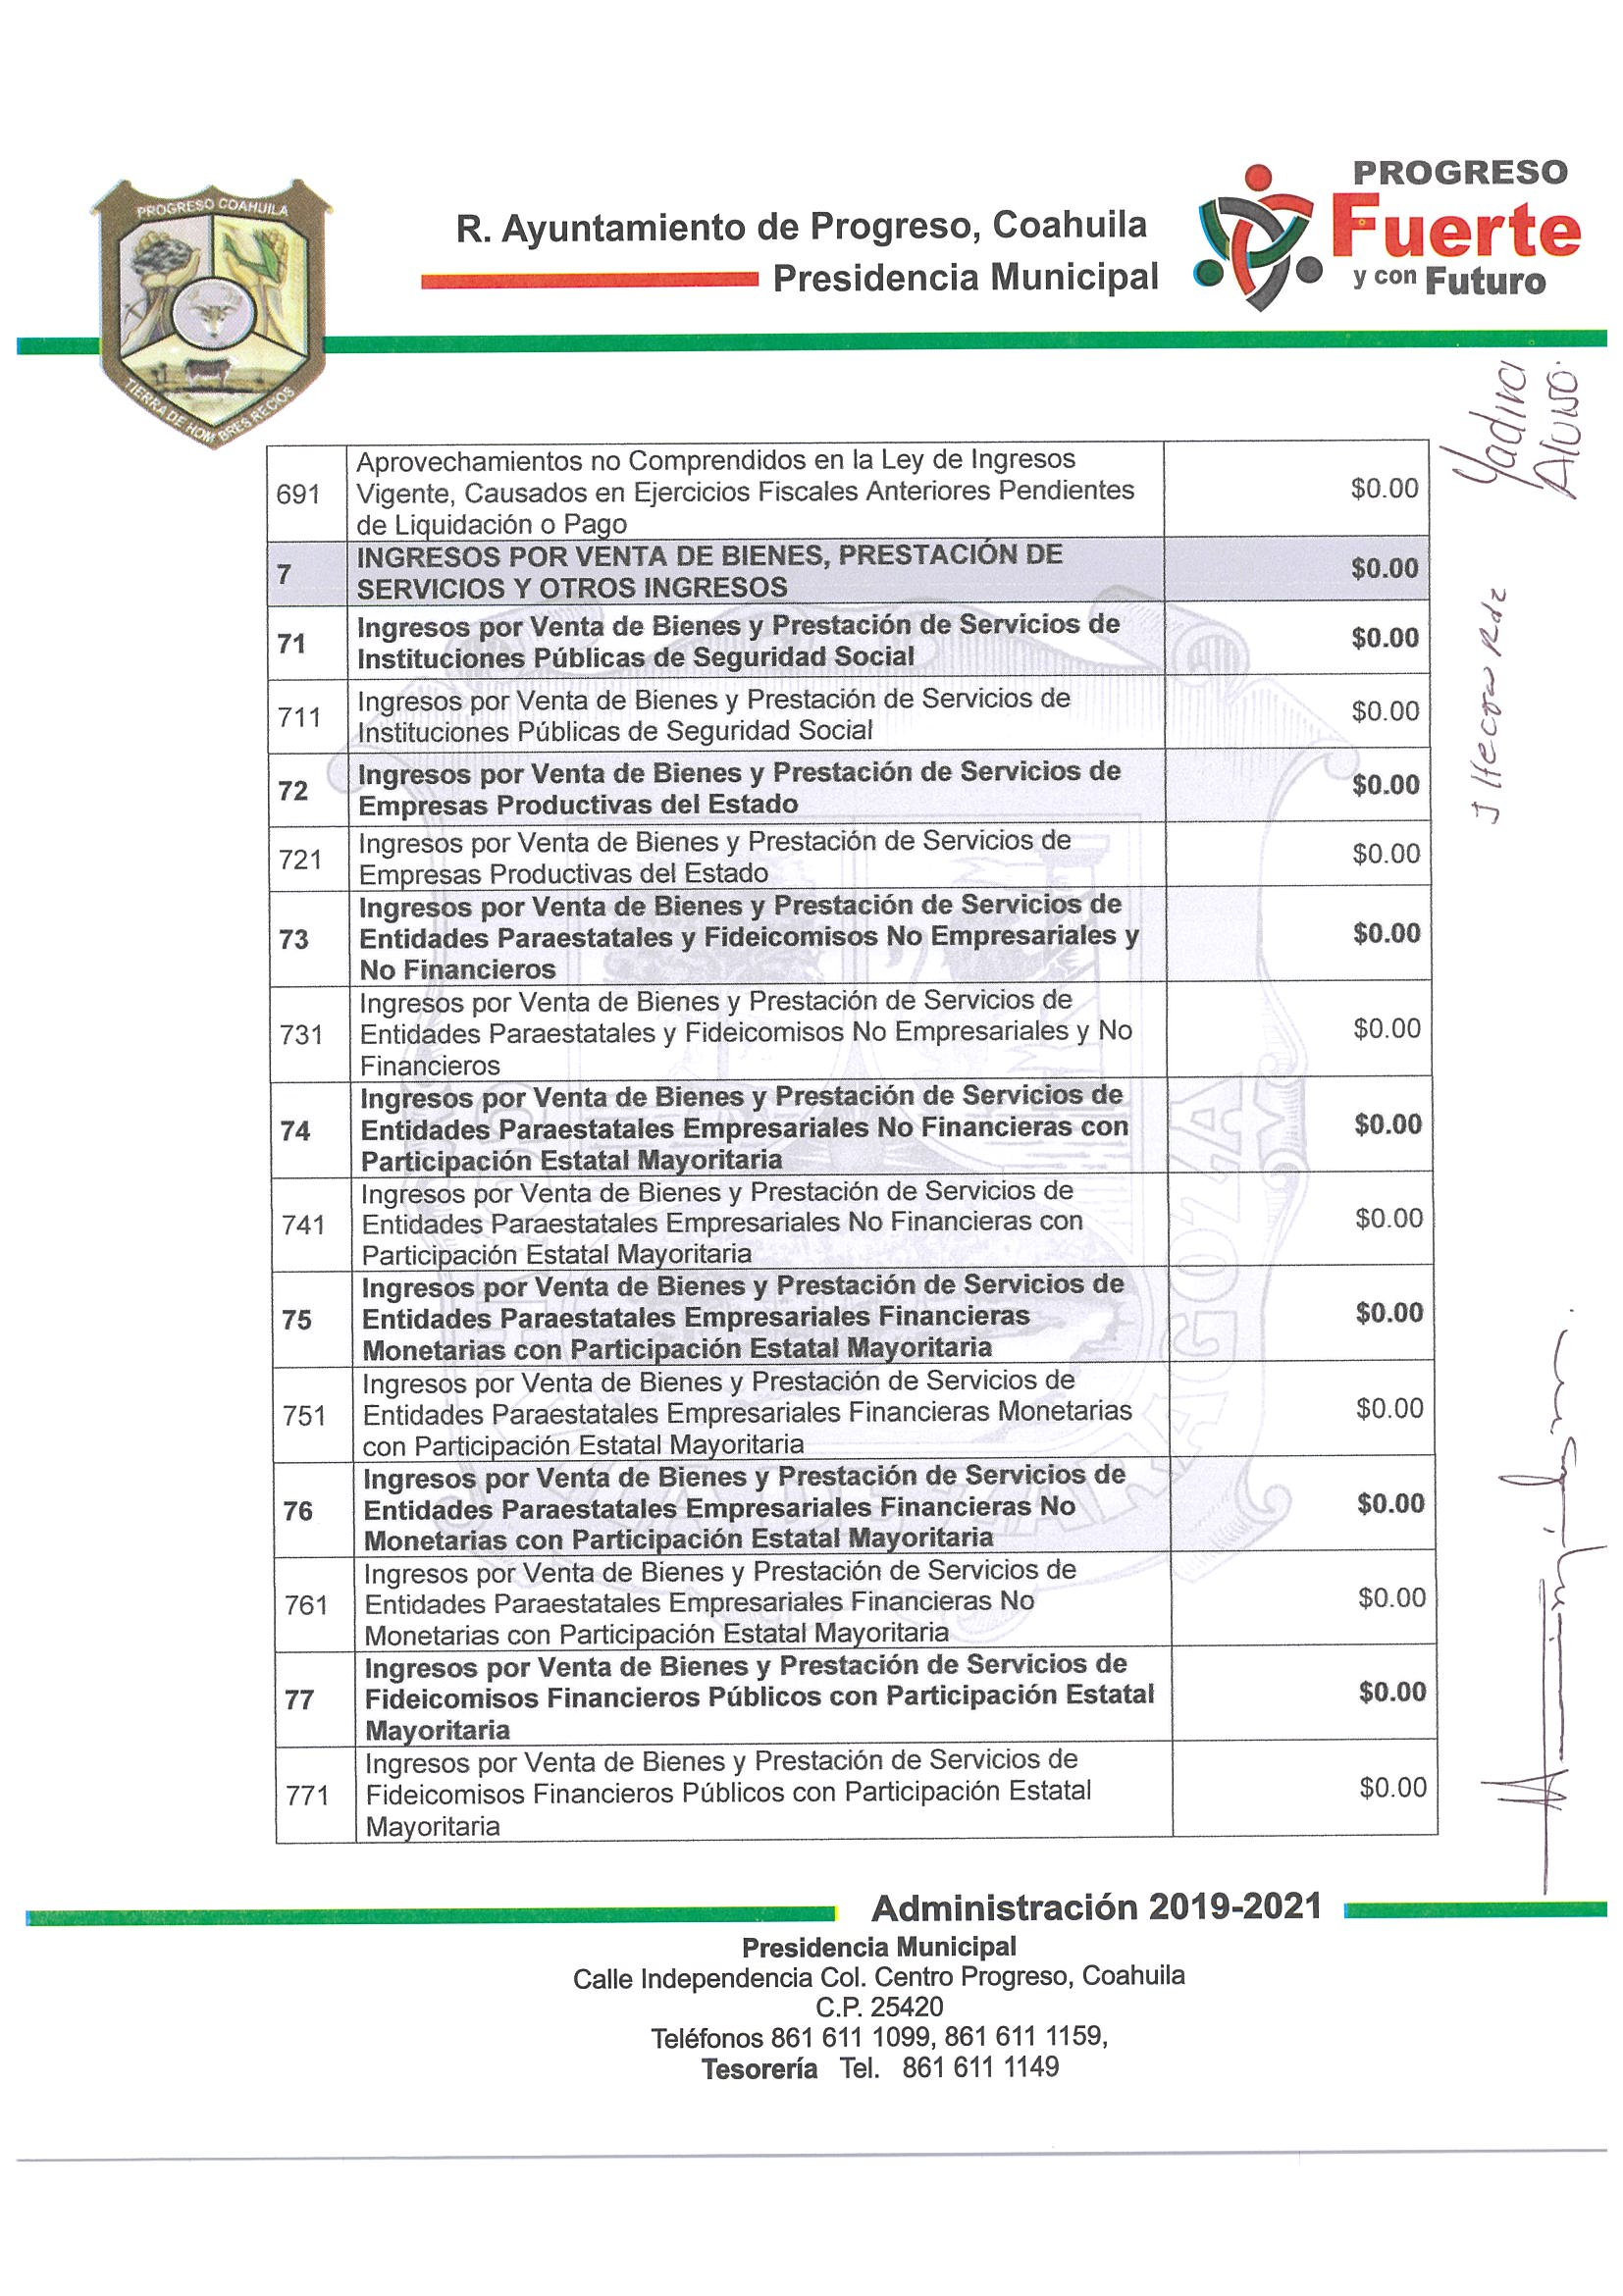 PROGRESO COAHUILA
TIERRA DE HOMBRES RECIOS
R. Ayuntamiento de Progreso, Coahuila
Presidencia Municipal
PROGRESO
Fuerte
y con Futuro
Yadira
691 Aprovechamientos no Comprendidos en la Ley de Ingresos
Vigente, Causados en Ejercicios Fiscales Anteriores Pendientes
de Liquidación o Pago $0.00
7 INGRESOS POR VENTA DE BIENES, PRESTACIÓN DE
SERVICIOS Y OTROS INGRESOS $0.00
71 Ingresos por Venta de Bienes y Prestación de Servicios de
Instituciones Públicas de Seguridad Social $0.00
711 Ingresos por Venta de Bienes y Prestación de Servicios de
Instituciones Públicas de Seguridad Social $0.00
72 Ingresos por Venta de Bienes y Prestación de Servicios de
Empresas Productivas del Estado $0.00
721 Ingresos por Venta de Bienes y Prestación de Servicios de
Empresas Productivas del Estado $0.00
73 Ingresos por Venta de Bienes y Prestación de Servicios de
Entidades Paraestatales y Fideicomisos No Empresariales y
No Financieros $0.00
731 Ingresos por Venta de Bienes y Prestación de Servicios de
Entidades Paraestatales y Fideicomisos No Empresariales y No
Financieros $0.00
74 Ingresos por Venta de Bienes y Prestación de Servicios de
Entidades Paraestatales Empresariales No Financieras con
Participación Estatal Mayoritaria $0.00
741 Ingresos por Venta de Bienes y Prestación de Servicios de
Entidades Paraestatales Empresariales No Financieras con
Participación Estatal Mayoritaria $0.00
75 Ingresos por Venta de Bienes y Prestación de Servicios de
Entidades Paraestatales Empresariales Financieras
Monetarias con Participación Estatal Mayoritaria $0.00
751 Ingresos por Venta de Bienes y Prestación de Servicios de
Entidades Paraestatales Empresariales Financieras Monetarias
con Participación Estatal Mayoritaria $0.00
76 Ingresos por Venta de Bienes y Prestación de Servicios de
Entidades Paraestatales Empresariales Financieras No
Monetarias con Participación Estatal Mayoritaria $0.00
761 Ingresos por Venta de Bienes y Prestación de Servicios de
Entidades Paraestatales Empresariales Financieras No
Monetarias con Participación Estatal Mayoritaria $0.00
77 Ingresos por Venta de Bienes y Prestación de Servicios de
Fideicomisos Financieros Públicos con Participación Estatal
Mayoritaria $0.00
771 Ingresos por Venta de Bienes y Prestación de Servicios de
Fideicomisos Financieros Públicos con Participación Estatal
Mayoritaria $0.00
Administración 2019-2021
Presidencia Municipal
Calle Independencia Col. Centro Progreso, Coahuila
C.P. 25420
Teléfonos 861 611 1099, 861 611 1159,
Tesorería Tel. 861 611 1149